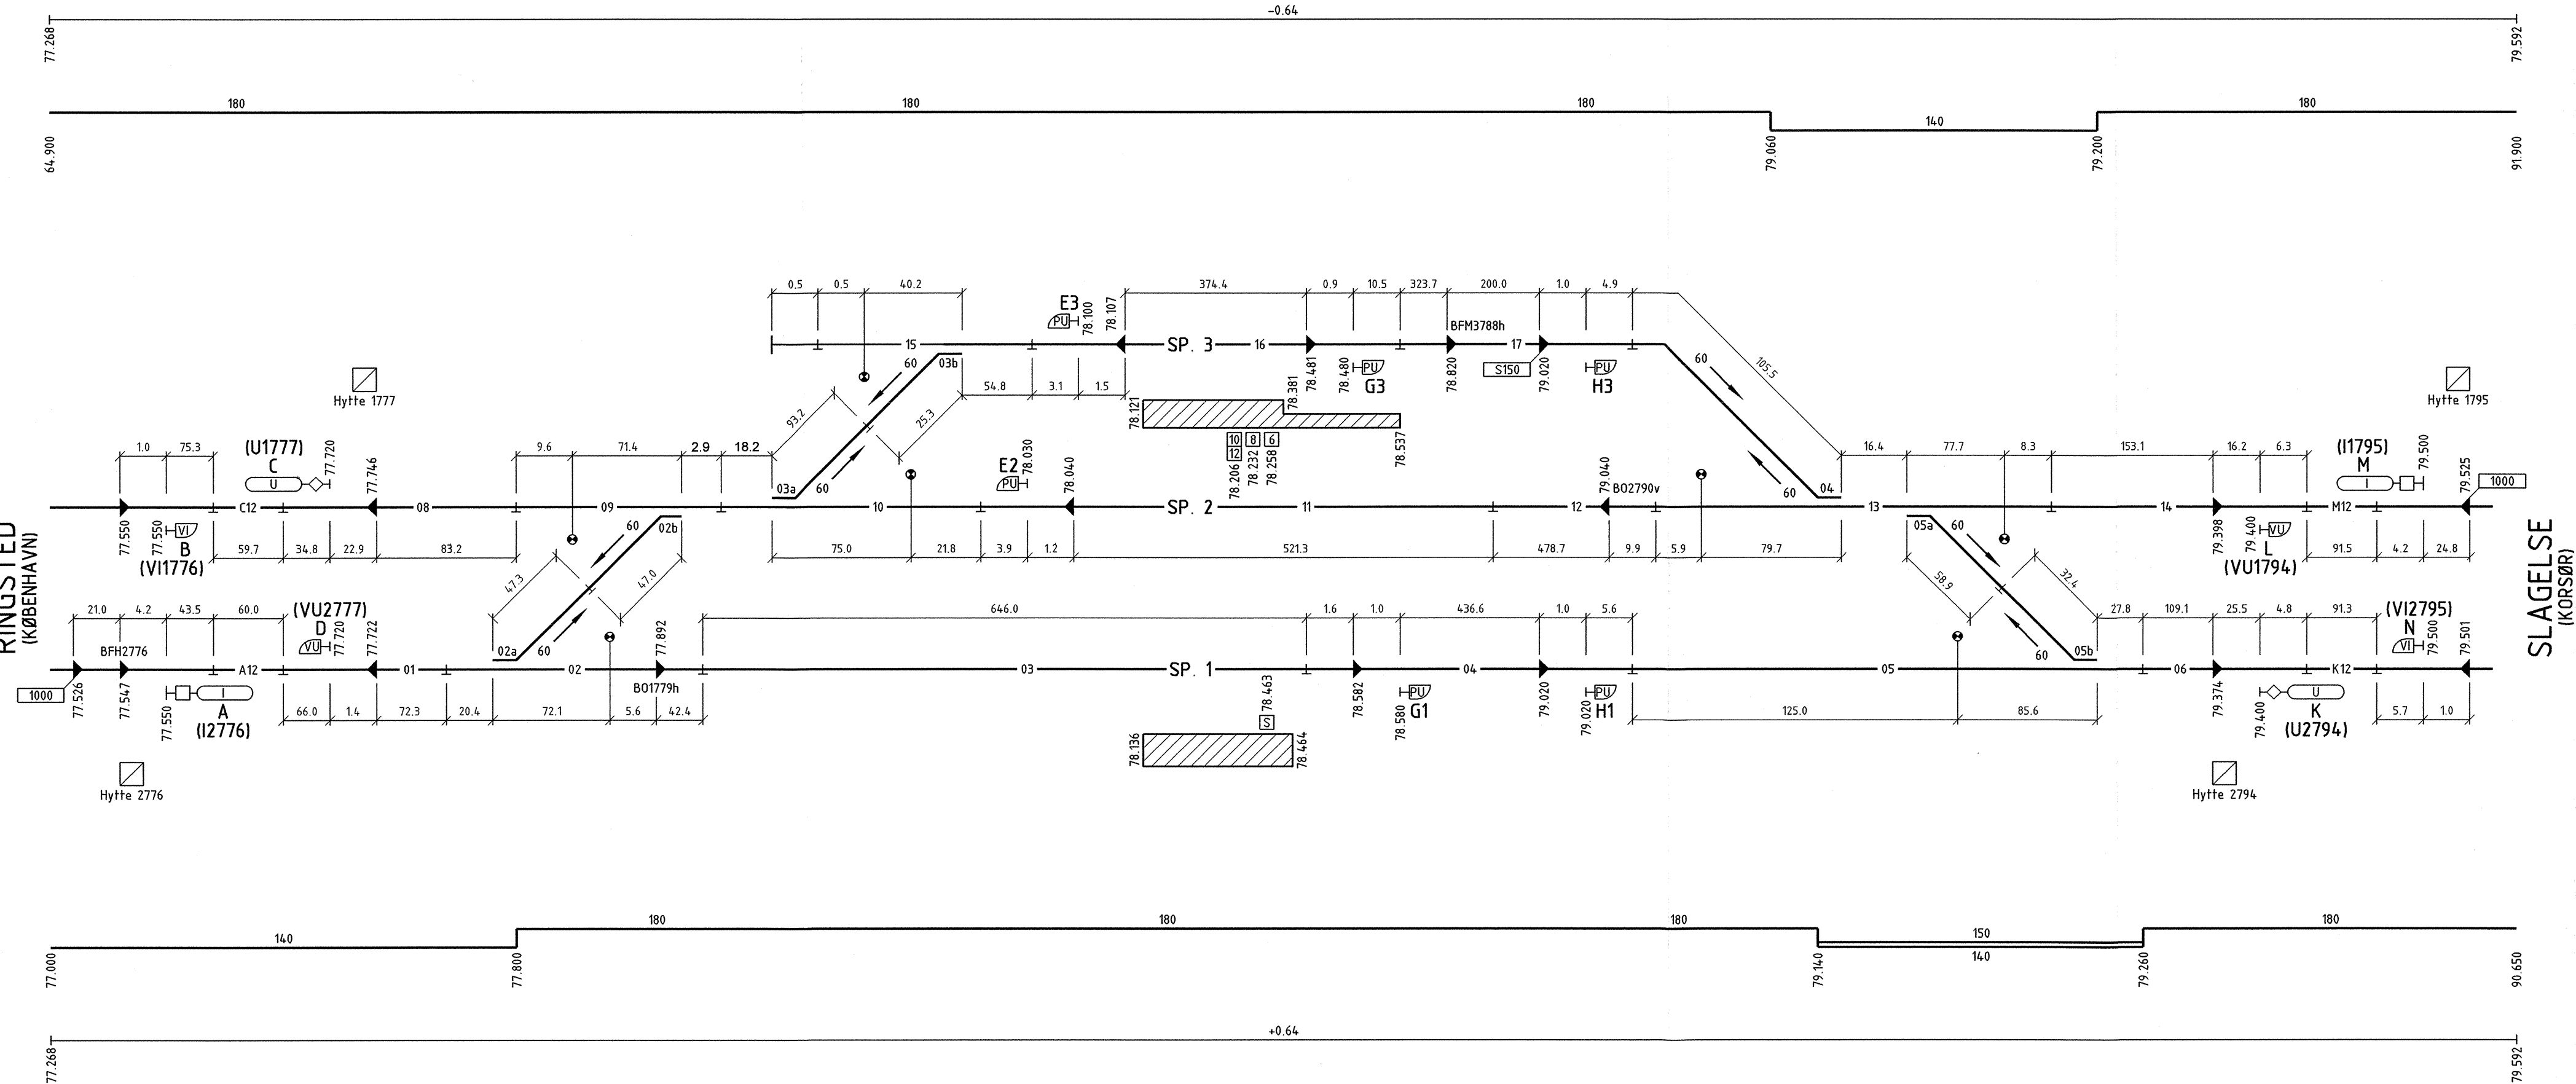 -0.64
77.268
79.592
180
180
180
180
140
64.900
79.060
79.200
91.900
0.5
0.5
40.2
E3
PU
78.100
78.107
374.4
0.9
10.5
323.7
200.0
1.0
4.9
BFM3788h
15
SP. 3
16
17
60
03b
78.481
78.480
PU
G3
78.820
S150
79.020
PU
H3
60
105.5
54.8
3.1
1.5
78.381
78.121
78.537
Hytte 1777
Hytte 1795
93.2
25.3
10
8
6
12
78.206
78.232
78.258
1.0
75.3
(U1777)
C
U
77.720
77.746
9.6
71.4
2.9
18.2
03a
60
E2
PU
78.030
78.040
79.040
BO2790v
60
04
16.4
77.7
8.3
153.1
16.2
6.3
(I1795)
M
I
79.500
79.525
1000
C12
08
09
10
SP. 2
11
12
13
14
M12
77.550
77.550
VI
B
(VI1776)
59.7
34.8
22.9
83.2
60
02b
75.0
21.8
3.9
1.2
521.3
478.7
9.9
5.9
79.7
05a
60
79.398
79.400
VU
L
(VU1794)
91.5
4.2
24.8
RINGSTED
(KØBENHAVN)
SLAGELSE
(KORSØR)
47.3
47.0
58.9
32.4
21.0
4.2
43.5
60.0
(VU2777)
D
VU
77.720
77.722
77.892
646.0
1.6
1.0
436.6
1.0
5.6
27.8
109.1
25.5
4.8
91.3
(VI2795)
N
VI
79.500
79.501
BFH2776
02a
60
60
05b
A12
01
02
03
SP. 1
04
05
06
K12
1000
77.526
77.547
77.550
I
A
(I2776)
66.0
1.4
72.3
20.4
72.1
5.6
42.4
BO1779h
78.463
S
78.582
78.580
PU
G1
79.020
79.020
PU
H1
125.0
85.6
79.374
79.400
U
K
(U2794)
5.7
1.0
78.136
78.464
Hytte 2776
Hytte 2794
140
180
180
180
150
140
180
77.000
77.800
79.140
79.260
90.650
+0.64
77.268
79.592